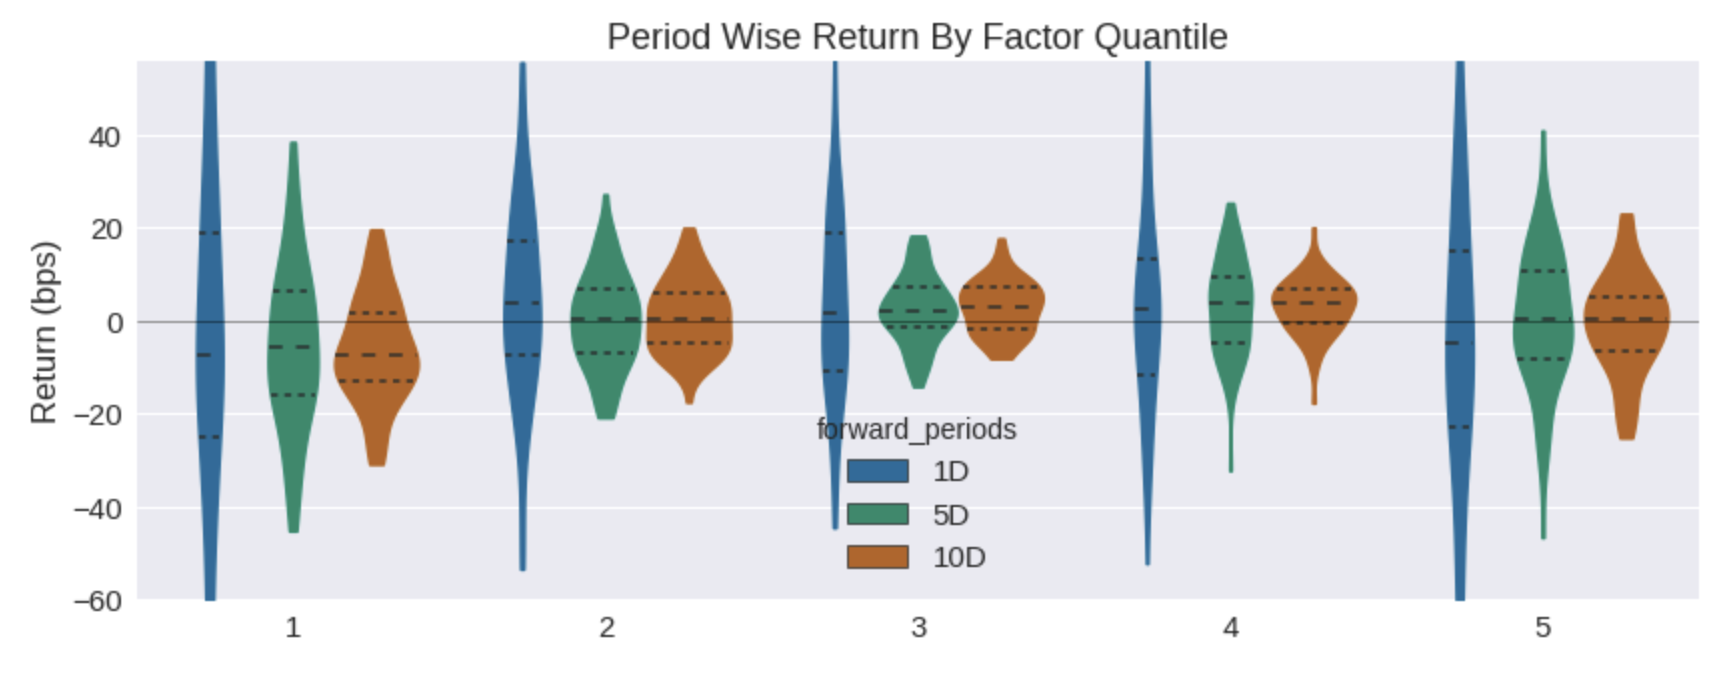 Period Wise Return By Factor Quantile
Return (bps)
40
20
0
−20
−40
−60
forward_periods
1D
5D
10D
1 2 3 4 5